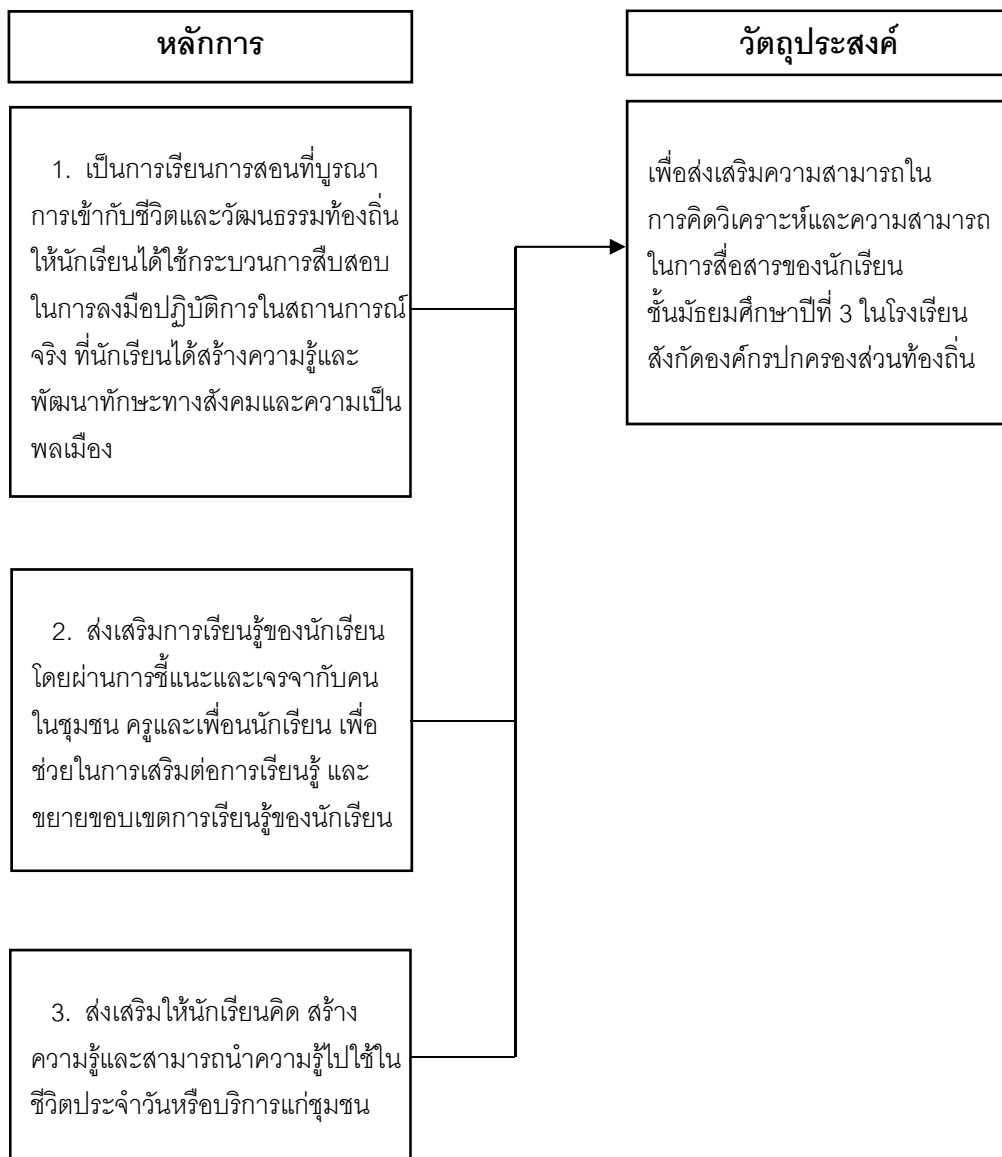 หลักการ
1. เป็นการเรียนการสอนที่บูรณา
การเข้ากับชีวิตและวัฒนธรรมท้องถิ่น
ให้นักเรียนได้ใช้กระบวนการสืบสอบ
ในการลงมือปฏิบัติการในสถานการณ์
จริง ที่นักเรียนได้สร้างความรู้และ
พัฒนาทักษะทางสังคมและความเป็น
พลเมือง
2. ส่งเสริมการเรียนรู้ของนักเรียน
โดยผ่านการชี้แนะและเจรจากับคน
ในชุมชน ครูและเพื่อนนักเรียน เพื่อ
ช่วยในการเสริมต่อการเรียนรู้ และ
ขยายขอบเขตการเรียนรู้ของนักเรียน
3. ส่งเสริมให้นักเรียนคิด สร้าง
ความรู้และสามารถนำความรู้ไปใช้ใน
ชีวิตประจำวันหรือบริการแก่ชุมชน
วัตถุประสงค์
เพื่อส่งเสริมความสามารถใน
การคิดวิเคราะห์และความสามารถ
ในการสื่อสารของนักเรียน
ชั้นมัธยมศึกษาปีที่ 3 ในโรงเรียน
สังกัดองค์กรปกครองส่วนท้องถิ่น